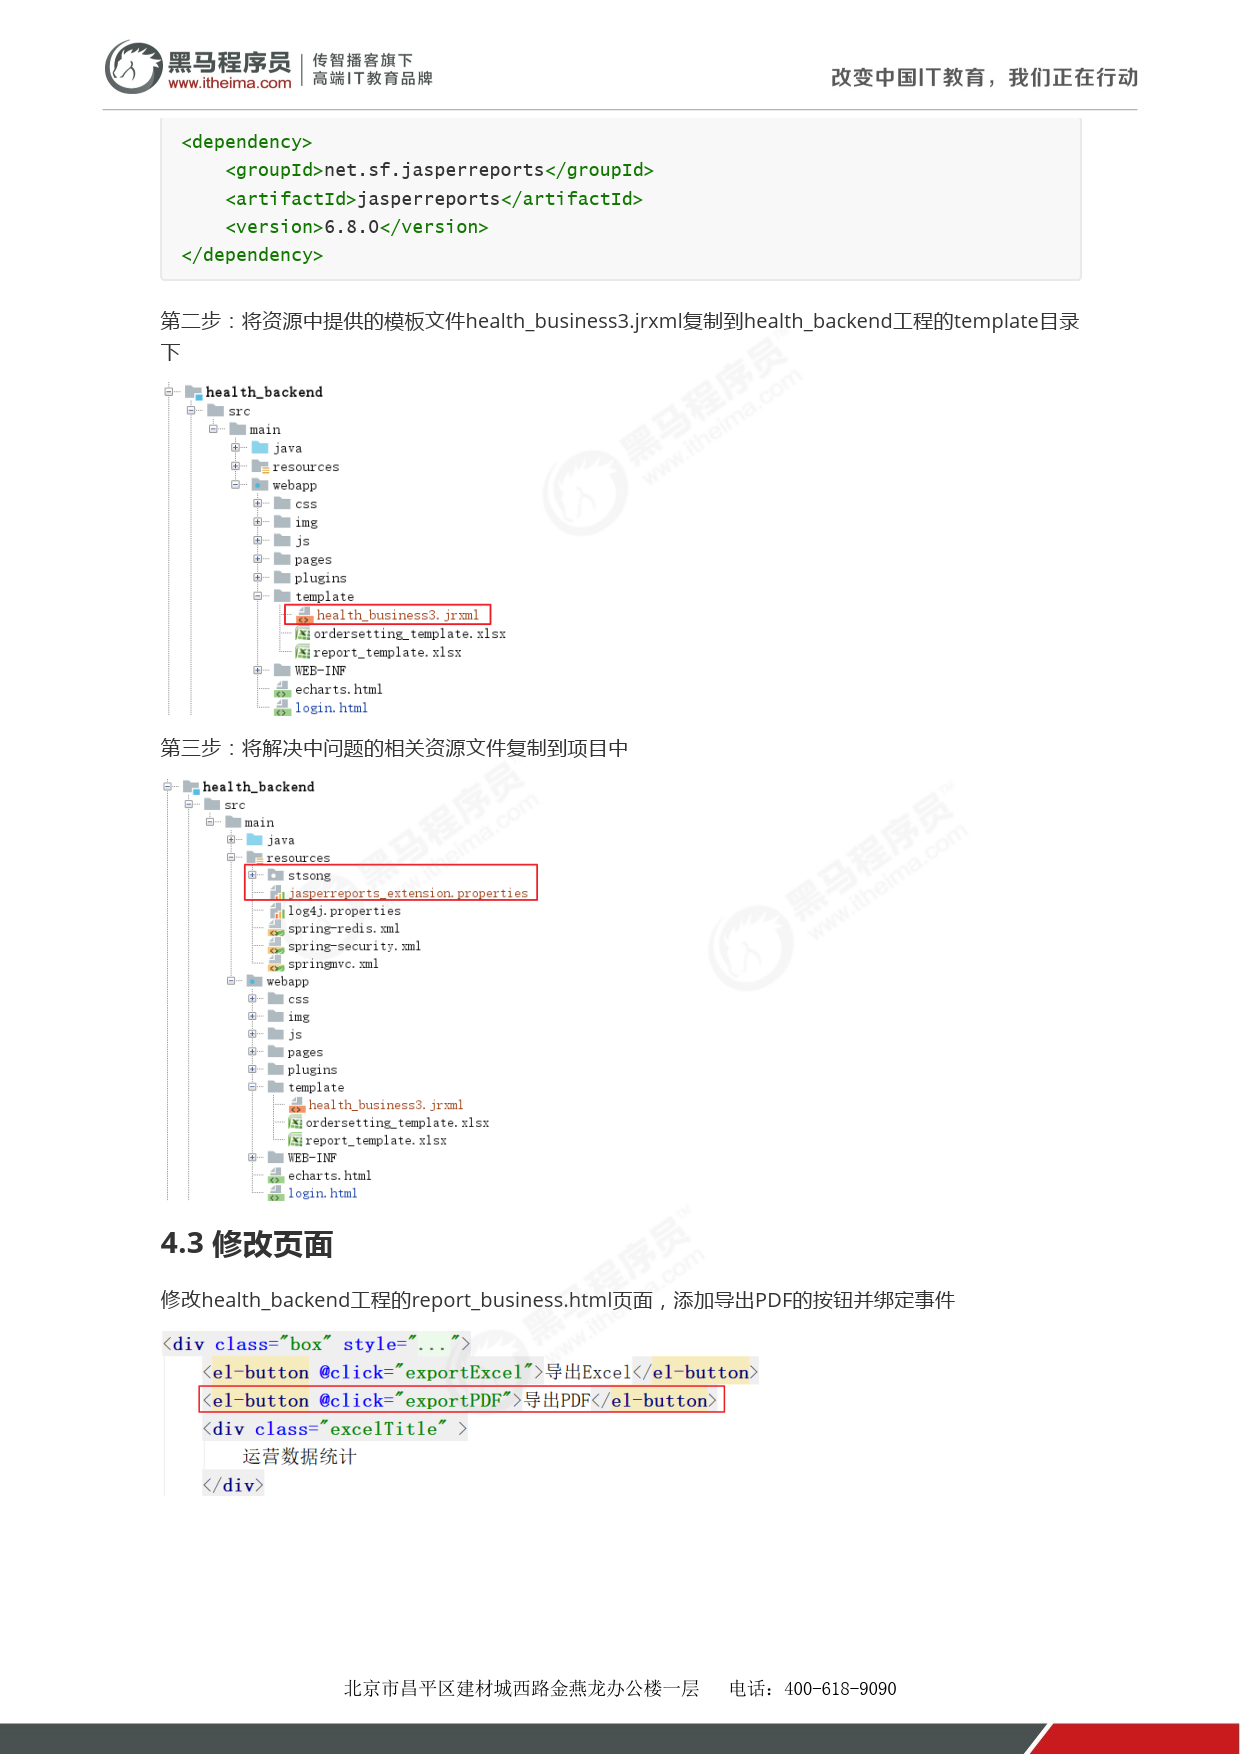 黑马程序员
www.itheima.com
传智播客旗下
高端IT教育品牌
改变中国IT教育，我们正在行动
<dependency>
    <groupId>net.sf.jasperreports</groupId>
    <artifactId>jasperreports</artifactId>
    <version>6.8.0</version>
</dependency>
第二步：将资源中提供的模板文件health_business3.jrxml复制到health_backend工程的template目录
下
health_backend
src
main
java
resources
webapp
css
img
js
pages
plugins
template
health_business3.jrxml
ordersetting_template.xlsx
report_template.xlsx
WEB-INF
echarts.html
login.html
第三步：将解决中问题的相关资源文件复制到项目中
health_backend
src
main
java
resources
stsong
jasperreports_extension.properties
log4j.properties
spring-redis.xml
spring-security.xml
springmvc.xml
webapp
css
img
js
pages
plugins
template
health_business3.jrxml
ordersetting_template.xlsx
report_template.xlsx
WEB-INF
echarts.html
login.html
4.3 修改页面
修改health_backend工程的report_business.html页面，添加导出PDF的按钮并绑定事件
<div class="box" style="...">
    <el-button @click="exportExcel">导出Excel</el-button>
    <el-button @click="exportPDF">导出PDF</el-button>
    <div class="excelTitle" >
        运营数据统计
    </div>
北京市昌平区建材城西路金燕龙办公楼一层 电话：400-618-9090